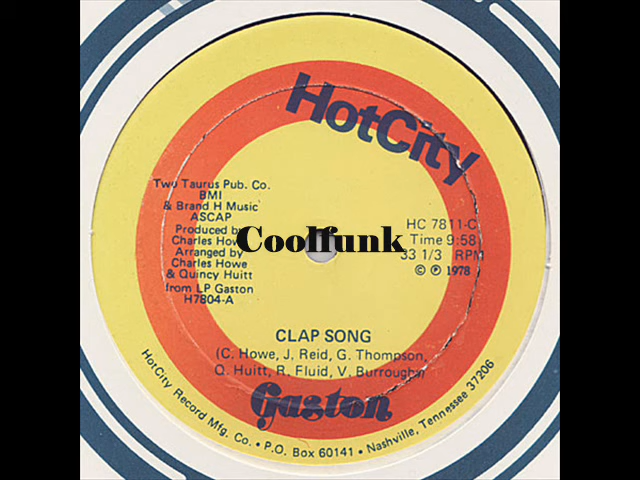 HotCity
Two Taurus Pub. Co.
BMI
& Brand H Music
ASCAP
Produced by
Charles Howe
Arranged by
Charles Howe
& Quincy Huitt
from LP Gaston
H7804-A
HC 7811-C
Time 9:58
33 1/3 RPM
© ℗ 1978
Coolfunk
CLAP SONG
(C. Howe, J. Reid, G. Thompson,
Q. Huitt, R. Fluid, V. Burroughs)
Gaston
HotCity Record Mfg. Co. • P.O. Box 60141 • Nashville, Tennessee 37206